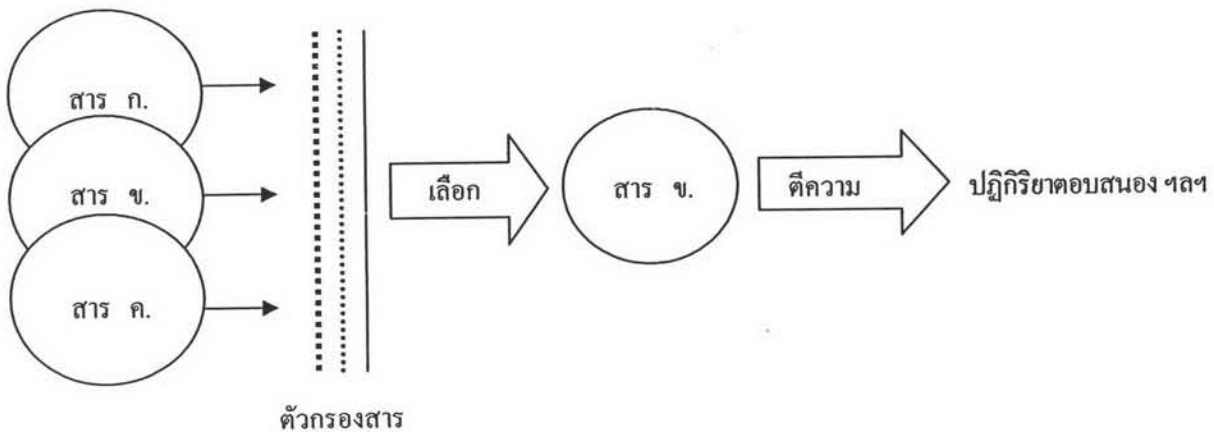 สาร ก.
สาร ข.
สาร ค.
ตัวกรองสาร
เลือก
สาร ข.
ตีความ
ปฏิกิริยาตอบสนอง ฯลฯ